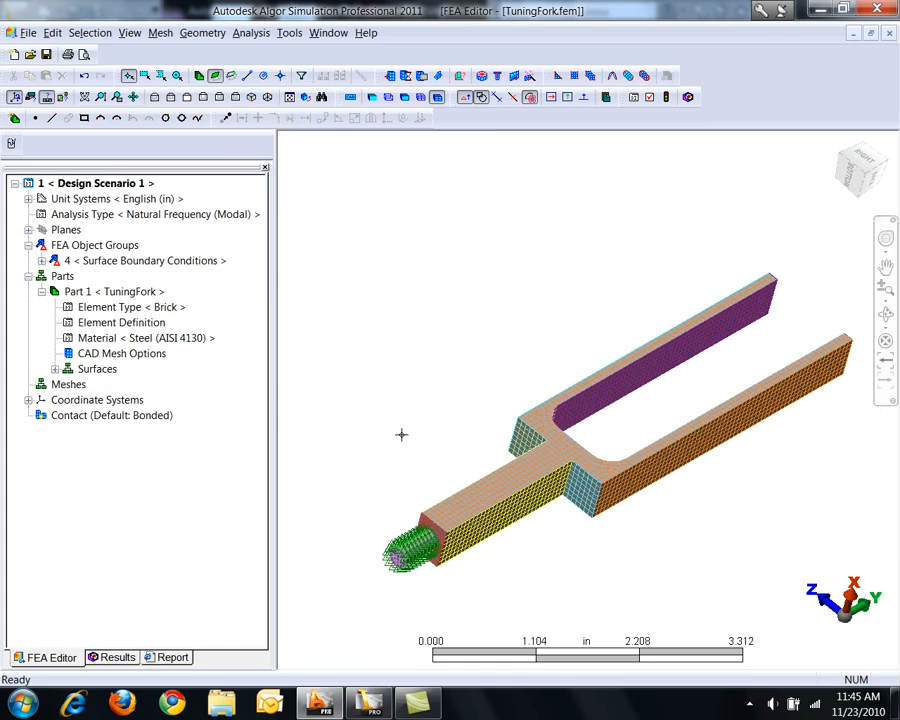 Autodesk Algor Simulation Professional 2011 [FEA Editor - [TuningFork.fem]]
File Edit Selection View Mesh Geometry Analysis Tools Window Help
1 < Design Scenario 1 >
Unit Systems < English (in) >
Analysis Type < Natural Frequency (Modal) >
Planes
FEA Object Groups
4 < Surface Boundary Conditions >
Parts
Part 1 < TuningFork >
Element Type < Brick >
Element Definition
Material < Steel (AISI 4130) >
CAD Mesh Options
Surfaces
Meshes
Coordinate Systems
Contact (Default: Bonded)
RIGHT
BOTTOM
Z X Y
0.000 1.104 in 2.208 3.312
FEA Editor Results Report
Ready NUM
FEA PRO
11:45 AM
11/23/2010